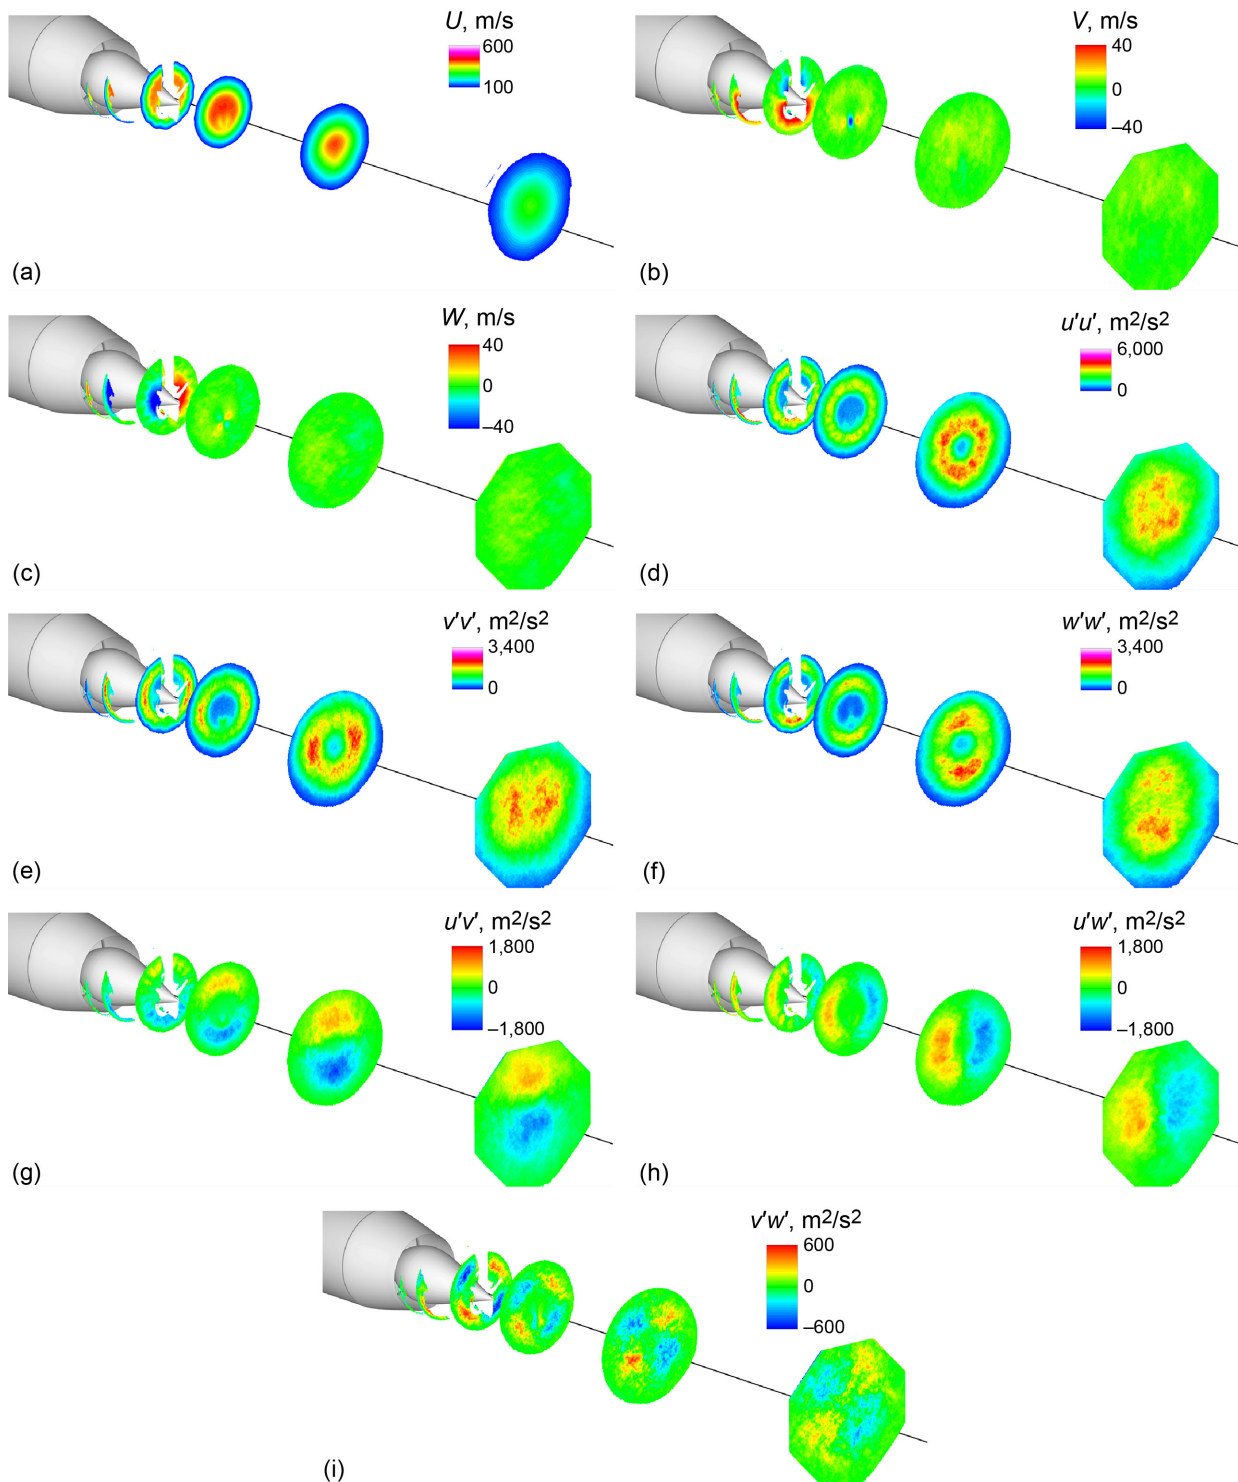 U, m/s
600
100
(a)
V, m/s
40
0
–40
(b)
W, m/s
40
0
–40
(c)
u'u', m2/s2
6,000
0
(d)
v'v', m2/s2
3,400
0
(e)
w'w', m2/s2
3,400
0
(f)
u'v', m2/s2
1,800
0
–1,800
(g)
u'w', m2/s2
1,800
0
–1,800
(h)
v'w', m2/s2
600
0
–600
(i)